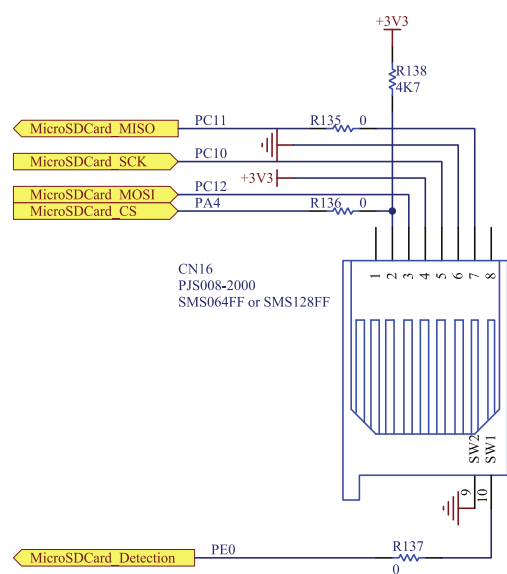 +3V3
R138
4K7
MicroSDCard_MISO PC11 R135 0
MicroSDCard_SCK PC10
+3V3
MicroSDCard_MOSI PC12
MicroSDCard_CS PA4 R136 0
CN16
PJS008-2000
SMS064FF or SMS128FF
1 2 3 4 5 6 7 8
SW2 SW1
9 10
MicroSDCard_Detection PE0 R137
0